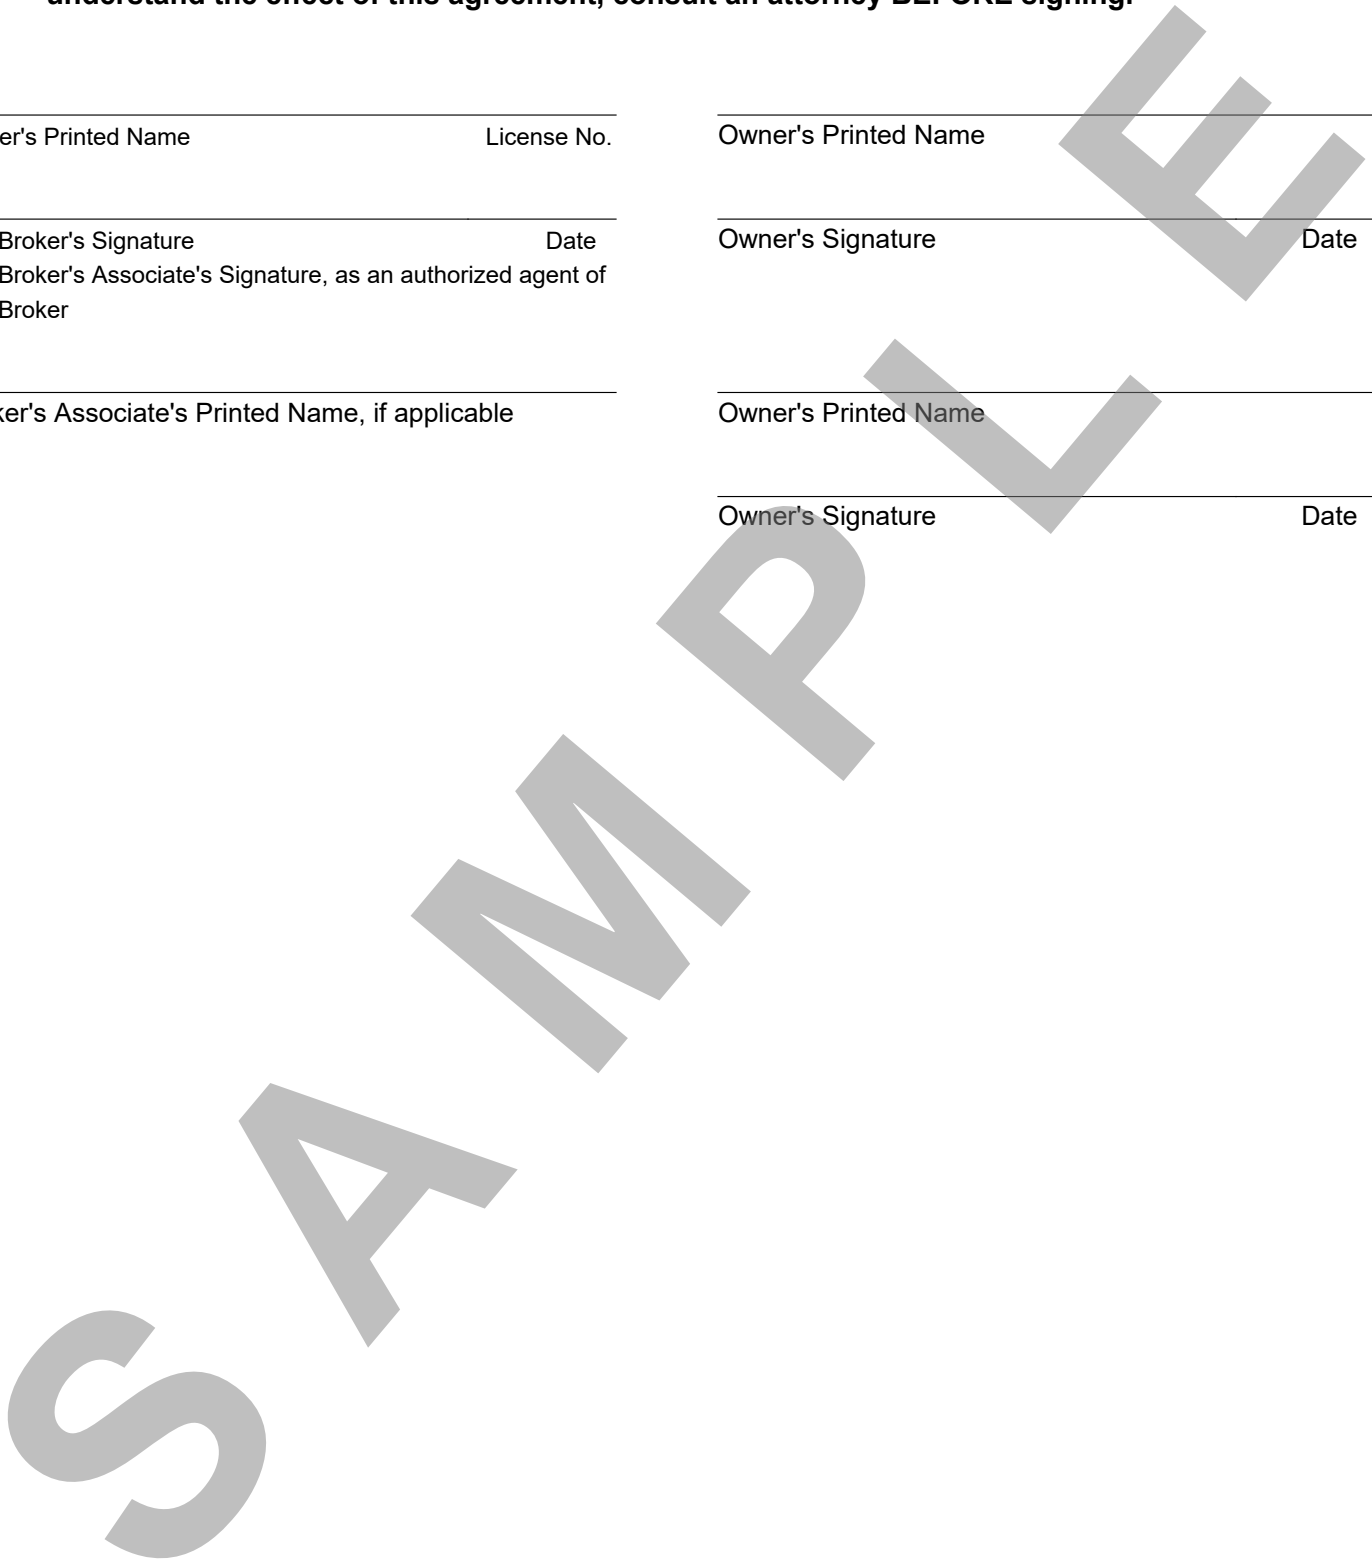 understand the effect of this agreement, consult an attorney BEFORE signing.
er's Printed Name License No.
Broker's Signature Date
Broker's Associate's Signature, as an authorized agent of
Broker
ker's Associate's Printed Name, if applicable
Owner's Printed Name
Owner's Signature Date
Owner's Printed Name
Owner's Signature Date
SAMPLE